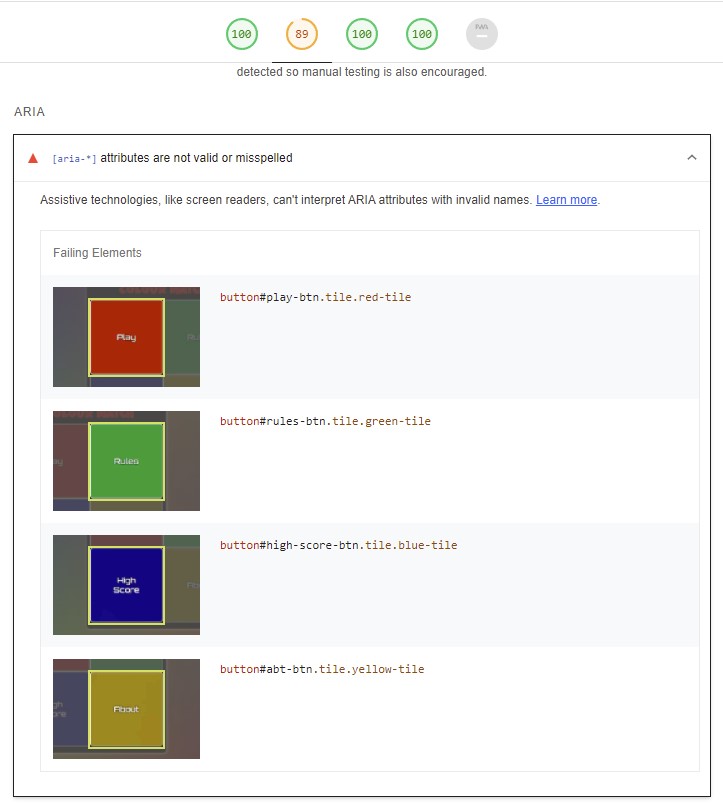 100 89 100 100 PWA
detected so manual testing is also encouraged.
ARIA
[aria-*] attributes are not valid or misspelled
Assistive technologies, like screen readers, can't interpret ARIA attributes with invalid names. Learn more.
Failing Elements
Play
button#play-btn.tile.red-tile
Rules
button#rules-btn.tile.green-tile
High
Score
button#high-score-btn.tile.blue-tile
About
button#abt-btn.tile.yellow-tile